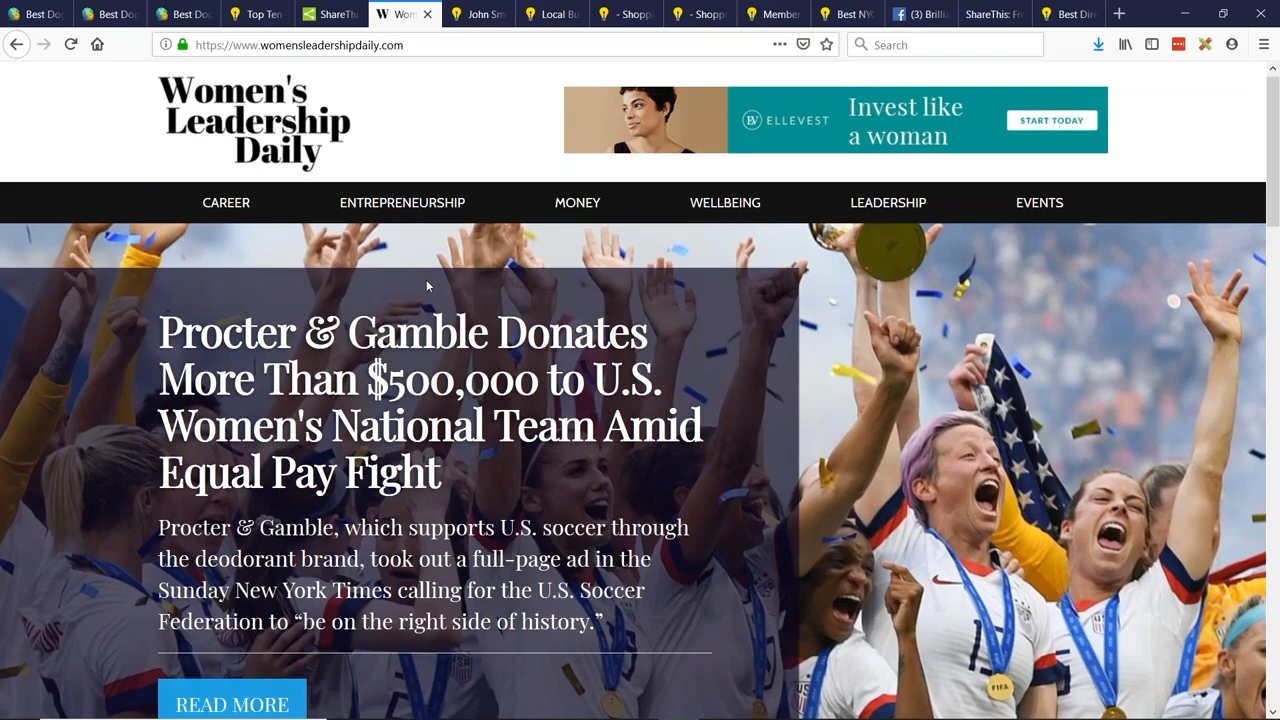 Best Do
Best Do
Best Do
Top Ten
ShareTh
Wom
John Sm
Local Bu
- Shopp
- Shopp
Member
Best NY
(3) Brilli
ShareThis: Fr
Best Dir
https://www.womensleadershipdaily.com
Search
Women's
Leadership
Daily
ELLEVEST
Invest like
a woman
START TODAY
CAREER
ENTREPRENEURSHIP
MONEY
WELLBEING
LEADERSHIP
EVENTS
Procter & Gamble Donates
More Than $500,000 to U.S.
Women's National Team Amid
Equal Pay Fight
Procter & Gamble, which supports U.S. soccer through
the deodorant brand, took out a full-page ad in the
Sunday New York Times calling for the U.S. Soccer
Federation to “be on the right side of history.”
READ MORE
15
FIFA